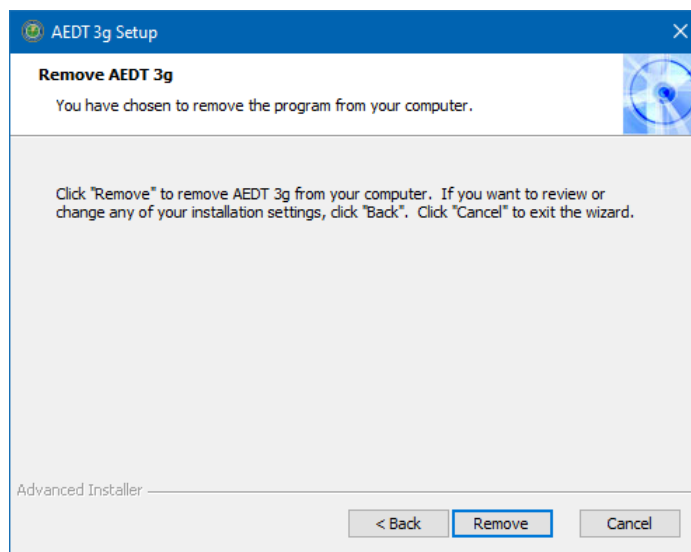 AEDT 3g Setup
Remove AEDT 3g
You have chosen to remove the program from your computer.
Click "Remove" to remove AEDT 3g from your computer.  If you want to review or
change any of your installation settings, click "Back".  Click "Cancel" to exit the wizard.
Advanced Installer
< Back Remove Cancel